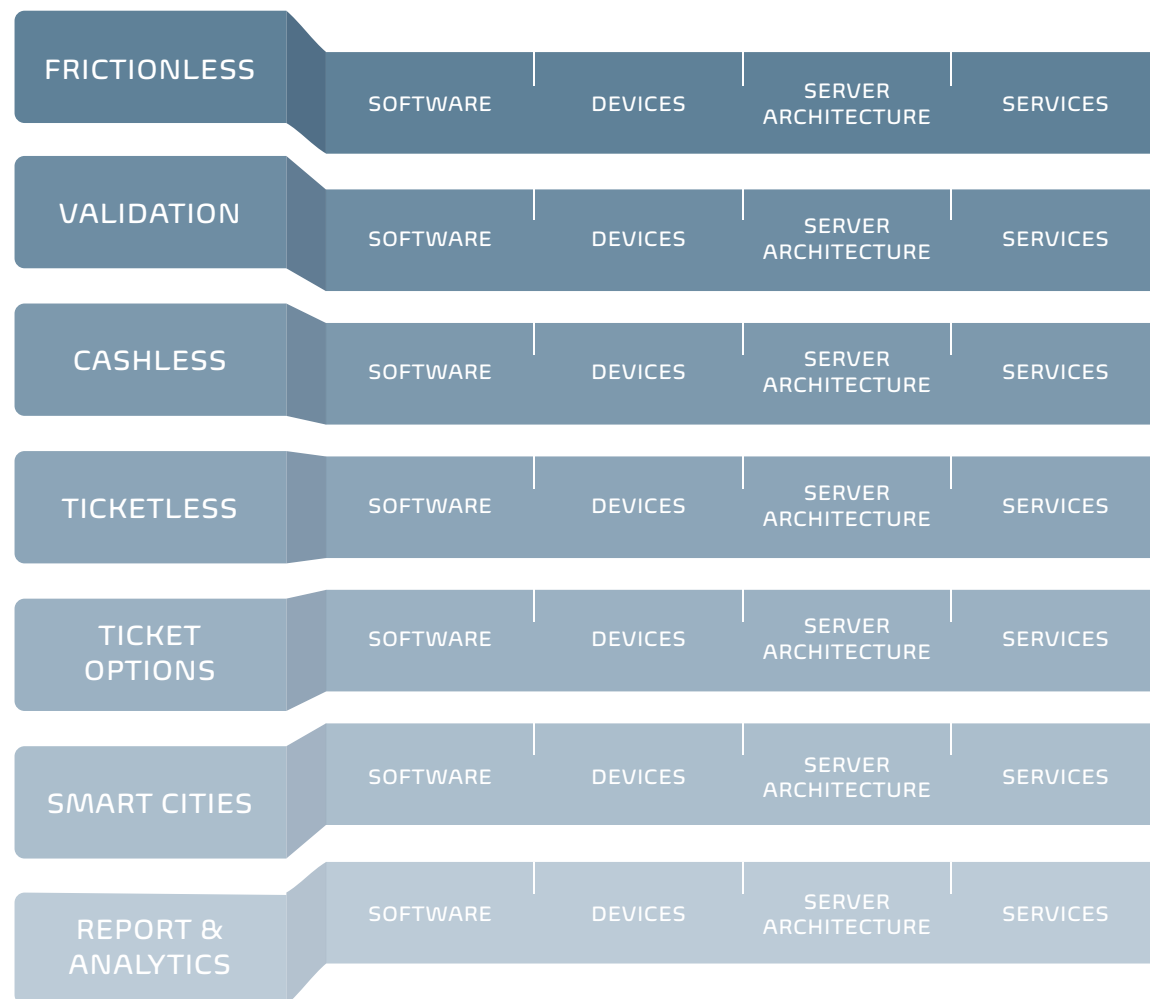 FRICTIONLESS
SOFTWARE
DEVICES
SERVER
ARCHITECTURE
SERVICES
VALIDATION
SOFTWARE
DEVICES
SERVER
ARCHITECTURE
SERVICES
CASHLESS
SOFTWARE
DEVICES
SERVER
ARCHITECTURE
SERVICES
TICKETLESS
SOFTWARE
DEVICES
SERVER
ARCHITECTURE
SERVICES
TICKET
OPTIONS
SOFTWARE
DEVICES
SERVER
ARCHITECTURE
SERVICES
SMART CITIES
SOFTWARE
DEVICES
SERVER
ARCHITECTURE
SERVICES
REPORT &
ANALYTICS
SOFTWARE
DEVICES
SERVER
ARCHITECTURE
SERVICES